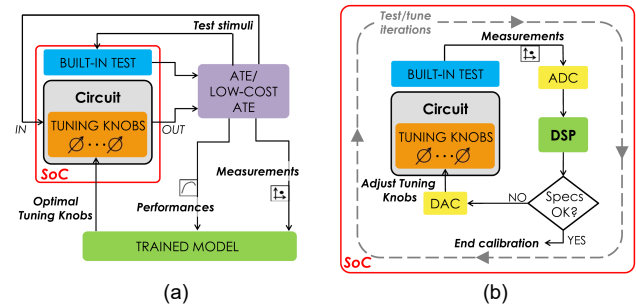 Test stimuli
BUILT-IN TEST
ATE/
LOW-COST
ATE
Circuit
IN
OUT
TUNING KNOBS
SoC
Measurements
Optimal
Tuning Knobs
Performances
TRAINED MODEL
(a)
Test/tune
iterations
Measurements
BUILT-IN TEST
ADC
Circuit
TUNING KNOBS
DSP
Adjust Tuning
Knobs
DAC
NO
Specs
OK?
YES
End calibration
SoC
(b)